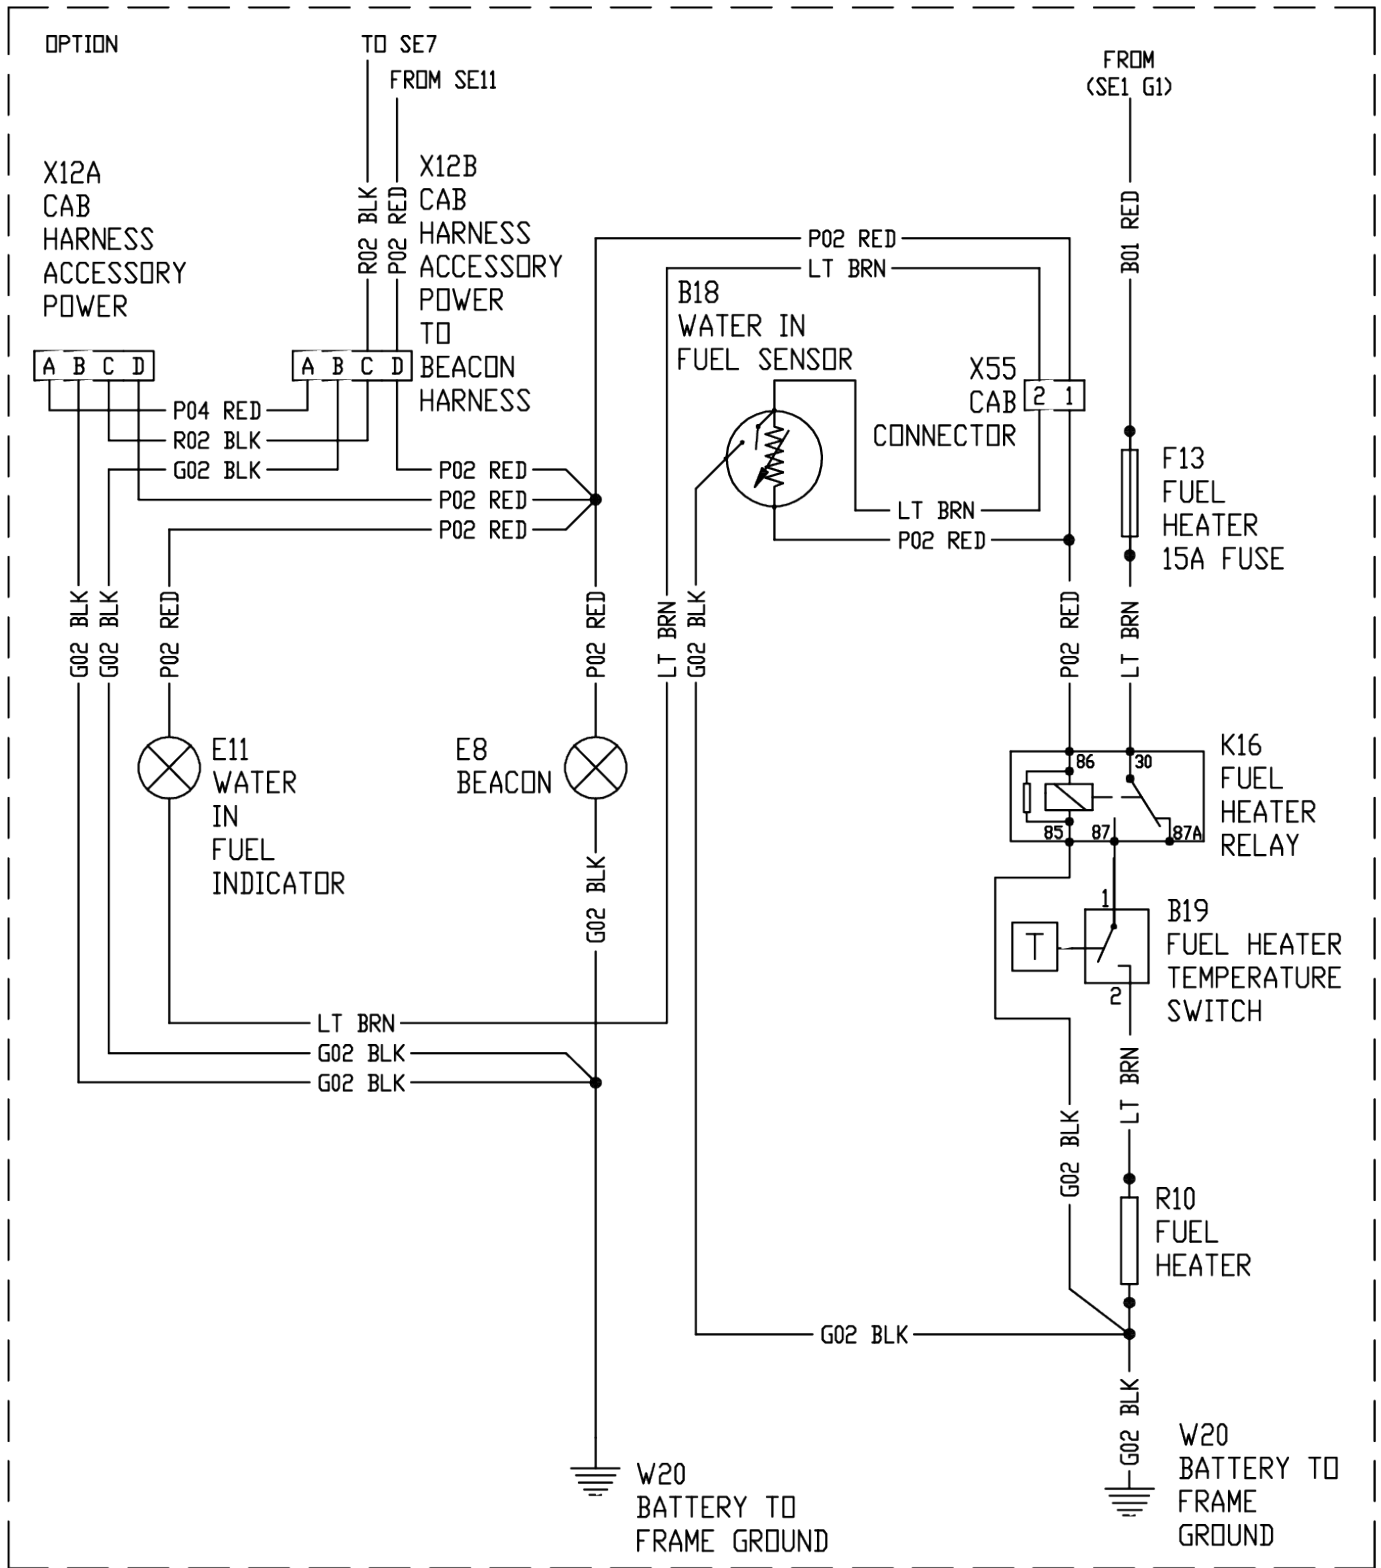 OPTION
TO SE7
FROM SE11
FROM
(SE1 G1)
X12A
CAB
HARNESS
ACCESSORY
POWER
R02 BLK
P02 RED
X12B
CAB
HARNESS
ACCESSORY
POWER
TO
BEACON
HARNESS
B01 RED
P02 RED
LT BRN
B18
WATER IN
FUEL SENSOR
A B C D
A B C D
X55
CAB
CONNECTOR
2 1
P04 RED
R02 BLK
G02 BLK
P02 RED
P02 RED
P02 RED
LT BRN
P02 RED
F13
FUEL
HEATER
15A FUSE
G02 BLK
G02 BLK
P02 RED
P02 RED
LT BRN
G02 BLK
P02 RED
LT BRN
E11
WATER
IN
FUEL
INDICATOR
E8
BEACON
86
30
85
87
87A
K16
FUEL
HEATER
RELAY
G02 BLK
1
T
2
B19
FUEL HEATER
TEMPERATURE
SWITCH
LT BRN
G02 BLK
G02 BLK
LT BRN
G02 BLK
R10
FUEL
HEATER
G02 BLK
G02 BLK
W20
BATTERY TO
FRAME GROUND
W20
BATTERY TO
FRAME
GROUND